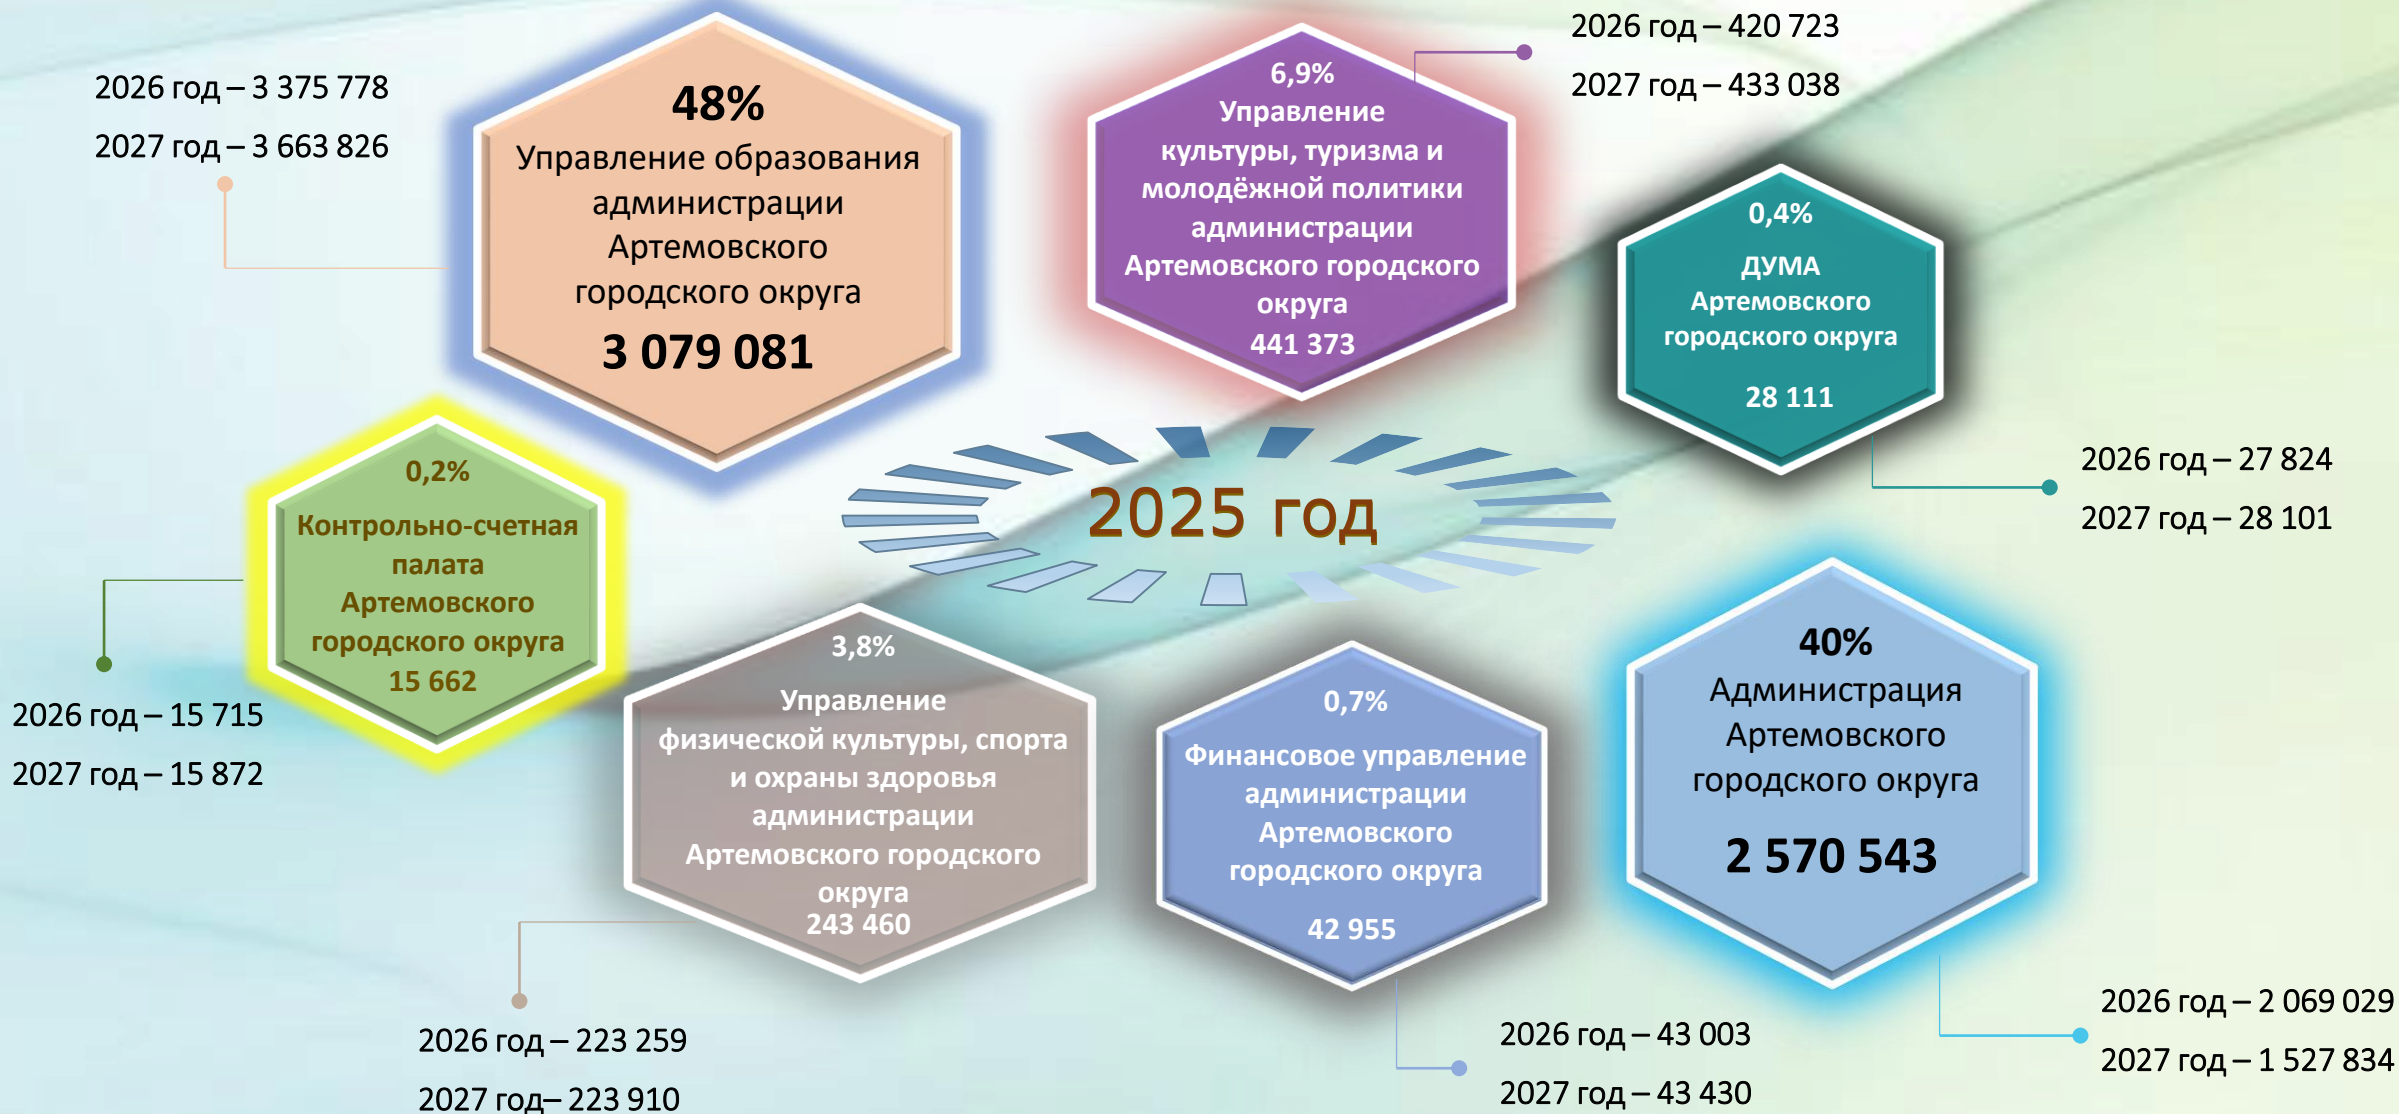 2026 год – 3 375 778
2027 год – 3 663 826
48%
Управление образования
администрации
Артемовского
городского округа
3 079 081
6,9%
Управление
культуры, туризма и
молодёжной политики
администрации
Артемовского городского
округа
441 373
2026 год – 420 723
2027 год – 433 038
0,4%
ДУМА
Артемовского
городского округа
28 111
2026 год – 27 824
2027 год – 28 101
2025 год
0,2%
Контрольно-счетная
палата
Артемовского
городского округа
15 662
2026 год – 15 715
2027 год – 15 872
3,8%
Управление
физической культуры, спорта
и охраны здоровья
администрации
Артемовского городского
округа
243 460
2026 год – 223 259
2027 год– 223 910
0,7%
Финансовое управление
администрации
Артемовского
городского округа
42 955
2026 год – 43 003
2027 год – 43 430
40%
Администрация
Артемовского
городского округа
2 570 543
2026 год – 2 069 029
2027 год – 1 527 834